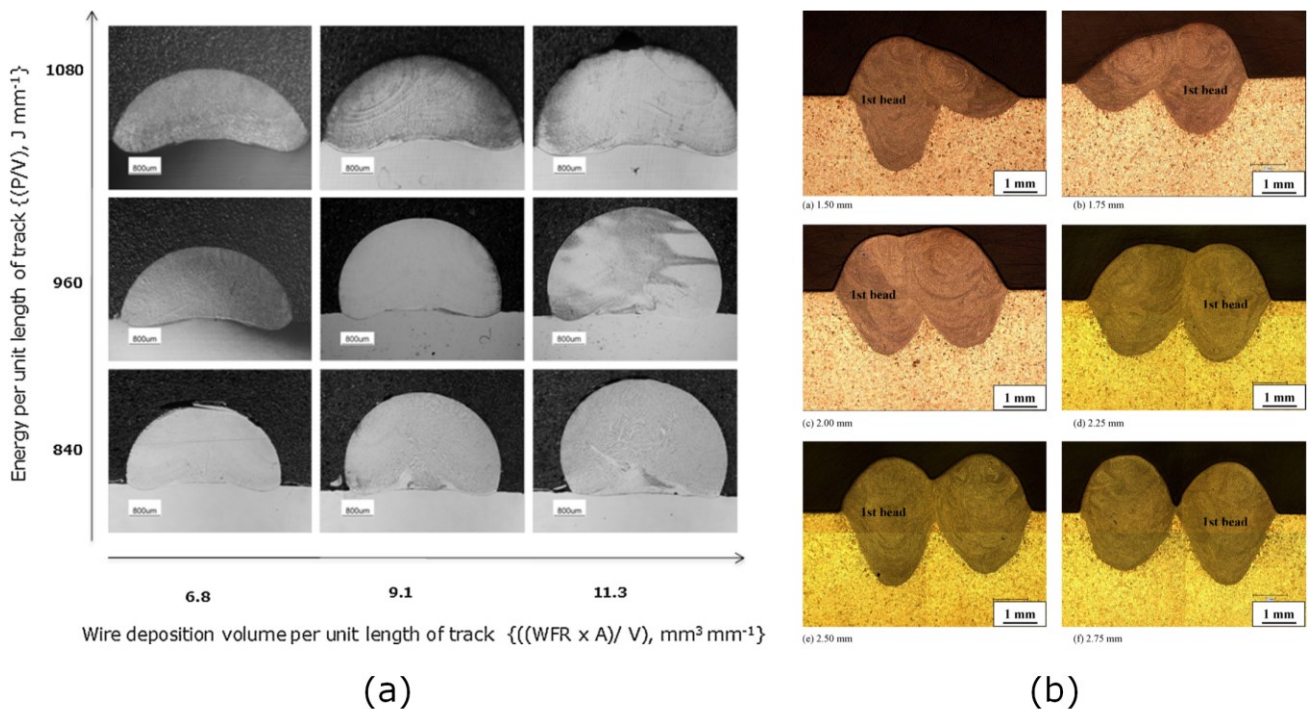 Energy per unit length of track {(P/V), J mm⁻¹}
1080
800um
800um
800um
960
800um
800um
800um
840
800um
800um
800um
6.8
9.1
11.3
Wire deposition volume per unit length of track {((WFR x A)/ V), mm³ mm⁻¹}
(a)
1st bead
1 mm
(a) 1.50 mm
1st bead
1 mm
(b) 1.75 mm
1st bead
1 mm
(c) 2.00 mm
1st bead
1 mm
(d) 2.25 mm
1st bead
1 mm
(e) 2.50 mm
1st bead
1 mm
(f) 2.75 mm
(b)